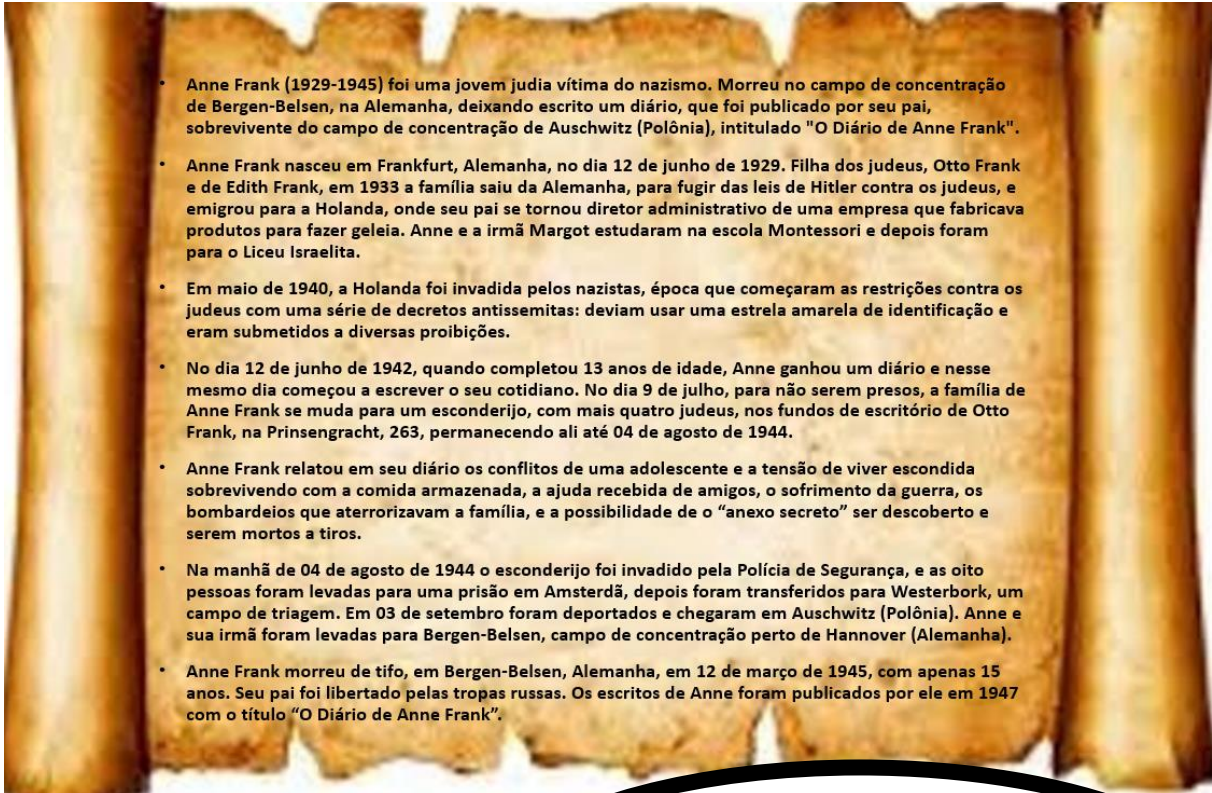 • Anne Frank (1929-1945) foi uma jovem judia vítima do nazismo. Morreu no campo de concentração
de Bergen-Belsen, na Alemanha, deixando escrito um diário, que foi publicado por seu pai,
sobrevivente do campo de concentração de Auschwitz (Polônia), intitulado "O Diário de Anne Frank".
• Anne Frank nasceu em Frankfurt, Alemanha, no dia 12 de junho de 1929. Filha dos judeus, Otto Frank
e de Edith Frank, em 1933 a família saiu da Alemanha, para fugir das leis de Hitler contra os judeus, e
emigrou para a Holanda, onde seu pai se tornou diretor administrativo de uma empresa que fabricava
produtos para fazer geleia. Anne e a irmã Margot estudaram na escola Montessori e depois foram
para o Liceu Israelita.
• Em maio de 1940, a Holanda foi invadida pelos nazistas, época que começaram as restrições contra os
judeus com uma série de decretos antissemitas: deviam usar uma estrela amarela de identificação e
eram submetidos a diversas proibições.
• No dia 12 de junho de 1942, quando completou 13 anos de idade, Anne ganhou um diário e nesse
mesmo dia começou a escrever o seu cotidiano. No dia 9 de julho, para não serem presos, a família de
Anne Frank se muda para um esconderijo, com mais quatro judeus, nos fundos de escritório de Otto
Frank, na Prinsengracht, 263, permanecendo ali até 04 de agosto de 1944.
• Anne Frank relatou em seu diário os conflitos de uma adolescente e a tensão de viver escondida
sobrevivendo com a comida armazenada, a ajuda recebida de amigos, o sofrimento da guerra, os
bombardeios que aterrorizavam a família, e a possibilidade de o “anexo secreto” ser descoberto e
serem mortos a tiros.
• Na manhã de 04 de agosto de 1944 o esconderijo foi invadido pela Polícia de Segurança, e as oito
pessoas foram levadas para uma prisão em Amsterdã, depois foram transferidos para Westerbork, um
campo de triagem. Em 03 de setembro foram deportados e chegaram em Auschwitz (Polônia). Anne e
sua irmã foram levadas para Bergen-Belsen, campo de concentração perto de Hannover (Alemanha).
• Anne Frank morreu de tifo, em Bergen-Belsen, Alemanha, em 12 de março de 1945, com apenas 15
anos. Seu pai foi libertado pelas tropas russas. Os escritos de Anne foram publicados por ele em 1947
com o título “O Diário de Anne Frank”.